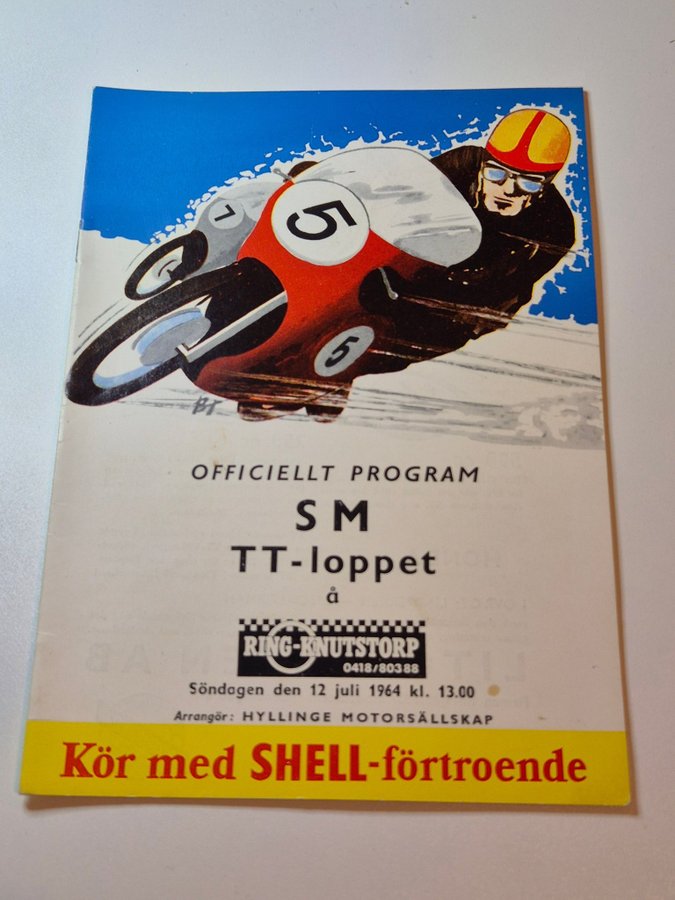 7
5
5
BT
OFFICIELLT PROGRAM
SM
TT-loppet
å
RING-KNUTSTORP
0418/80388
Söndagen den 12 juli 1964 kl. 13.00
Arrangör: HYLLINGE MOTORSÄLLSKAP
Kör med SHELL-förtroende